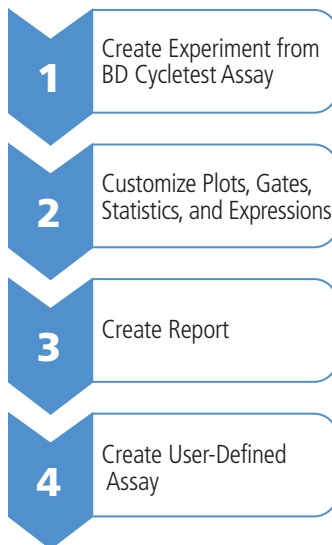 1
Create Experiment from
BD Cycletest Assay
2
Customize Plots, Gates,
Statistics, and Expressions
3
Create Report
4
Create User-Defined
Assay